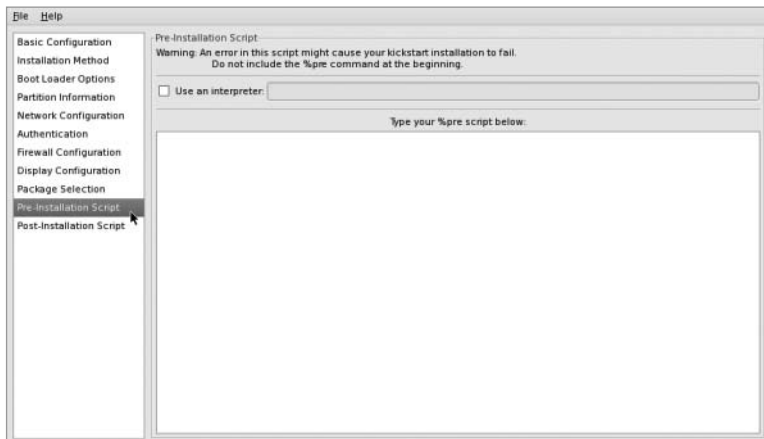 File Help
Basic Configuration
Installation Method
Boot Loader Options
Partition Information
Network Configuration
Authentication
Firewall Configuration
Display Configuration
Package Selection
Pre-Installation Script
Post-Installation Script
Pre-Installation Script
Warning: An error in this script might cause your kickstart installation to fail.
Do not include the %pre command at the beginning.
Use an interpreter:
Type your %pre script below: